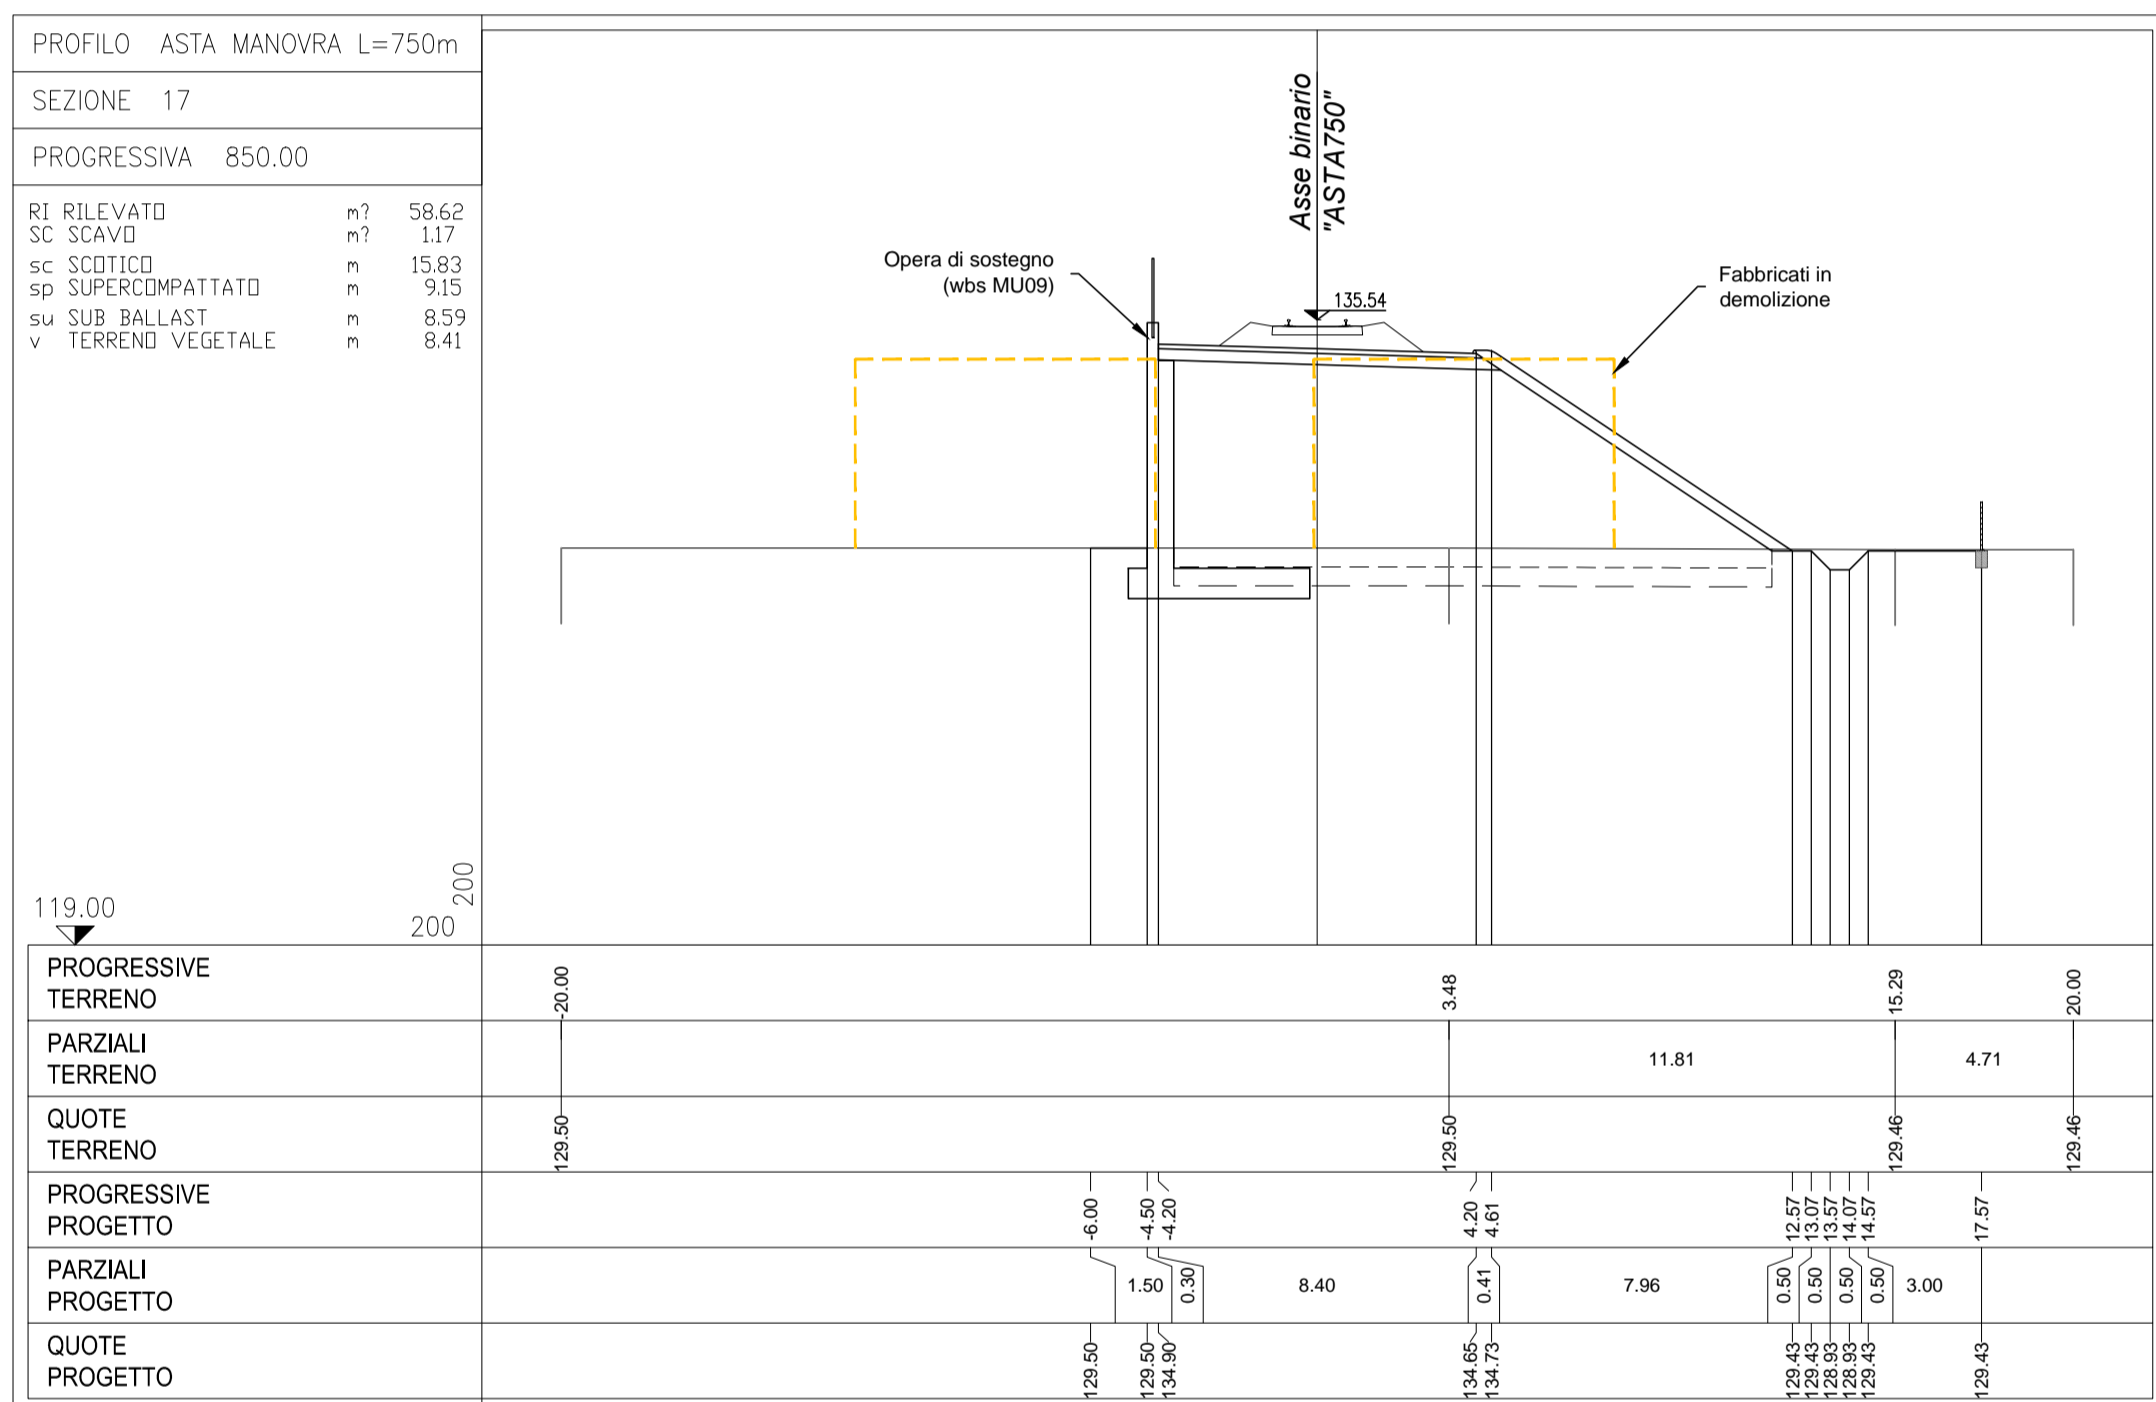 PROFILO ASTA MANOVRA L=750m
SEZIONE 17
PROGRESSIVA 850.00
RI RILEVATO m? 58.62
SC SCAVO m? 1.17
sc SCOTICO m 15.83
sp SUPERCOMPATTATO m 9.15
su SUB BALLAST m 8.59
v TERRENO VEGETALE m 8.41
Asse binario
"ASTA750"
Opera di sostegno
(wbs MU09)
135.54
Fabbricati in
demolizione
200
119.00
200
PROGRESSIVE
TERRENO
-20.00 3.48 15.29 20.00
PARZIALI
TERRENO
11.81 4.71
QUOTE
TERRENO
129.50 129.50 129.46 129.46
PROGRESSIVE
PROGETTO
-6.00 -4.50 -4.20 4.20 4.61 12.57 13.07 13.57 14.07 14.57 17.57
PARZIALI
PROGETTO
1.50 0.30 8.40 0.41 7.96 0.50 0.50 0.50 0.50 3.00
QUOTE
PROGETTO
129.50 129.50 134.90 134.65 134.73 129.43 129.43 128.93 128.93 129.43 129.43